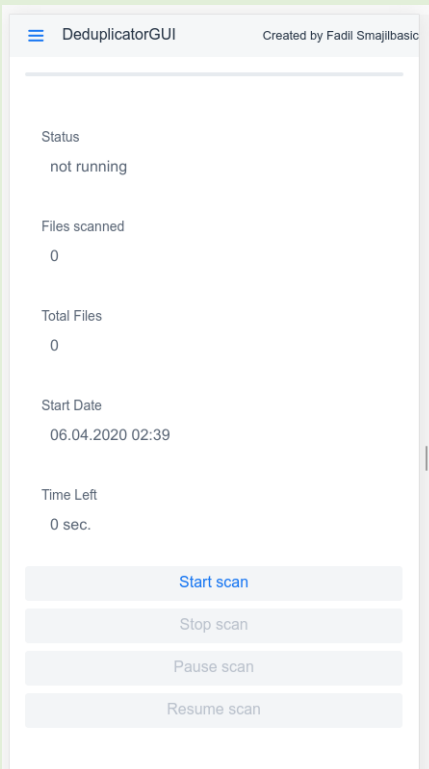 DeduplicatorGUI Created by Fadil Smajilbasic
Status
not running
Files scanned
0
Total Files
0
Start Date
06.04.2020 02:39
Time Left
0 sec.
Start scan
Stop scan
Pause scan
Resume scan